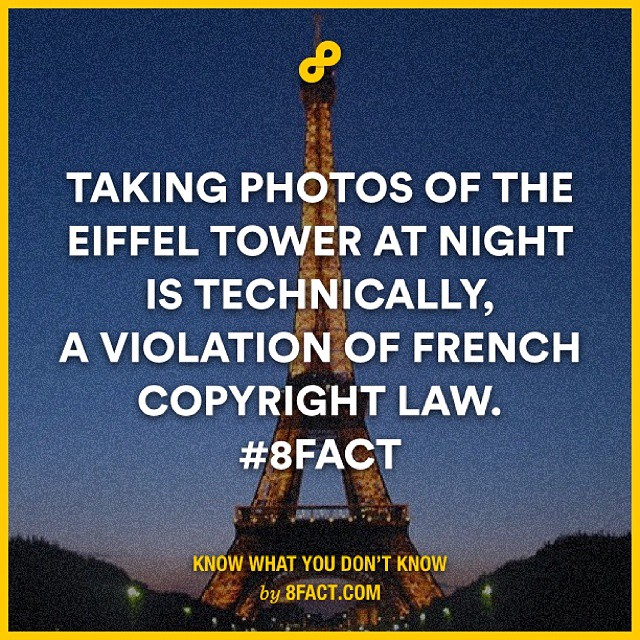 TAKING PHOTOS OF THE
EIFFEL TOWER AT NIGHT
IS TECHNICALLY,
A VIOLATION OF FRENCH
COPYRIGHT LAW.
#8FACT
KNOW WHAT YOU DON'T KNOW
by 8FACT.COM